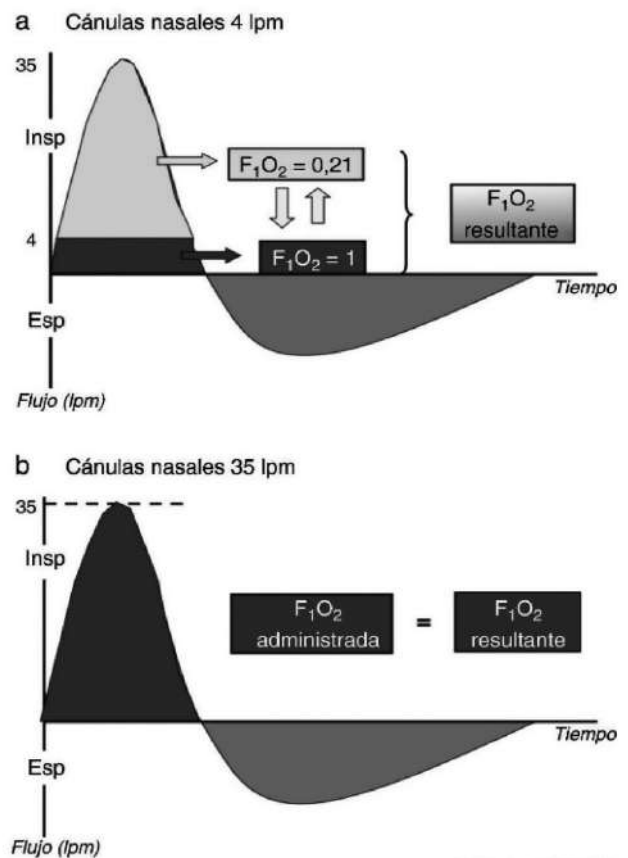 a Cánulas nasales 4 lpm
35
Insp
F₁O₂ = 0,21
F₁O₂
resultante
4
F₁O₂ = 1
Tiempo
Esp
Flujo (lpm)
b Cánulas nasales 35 lpm
35
Insp
F₁O₂
administrada
=
F₁O₂
resultante
Tiempo
Esp
Flujo (lpm)